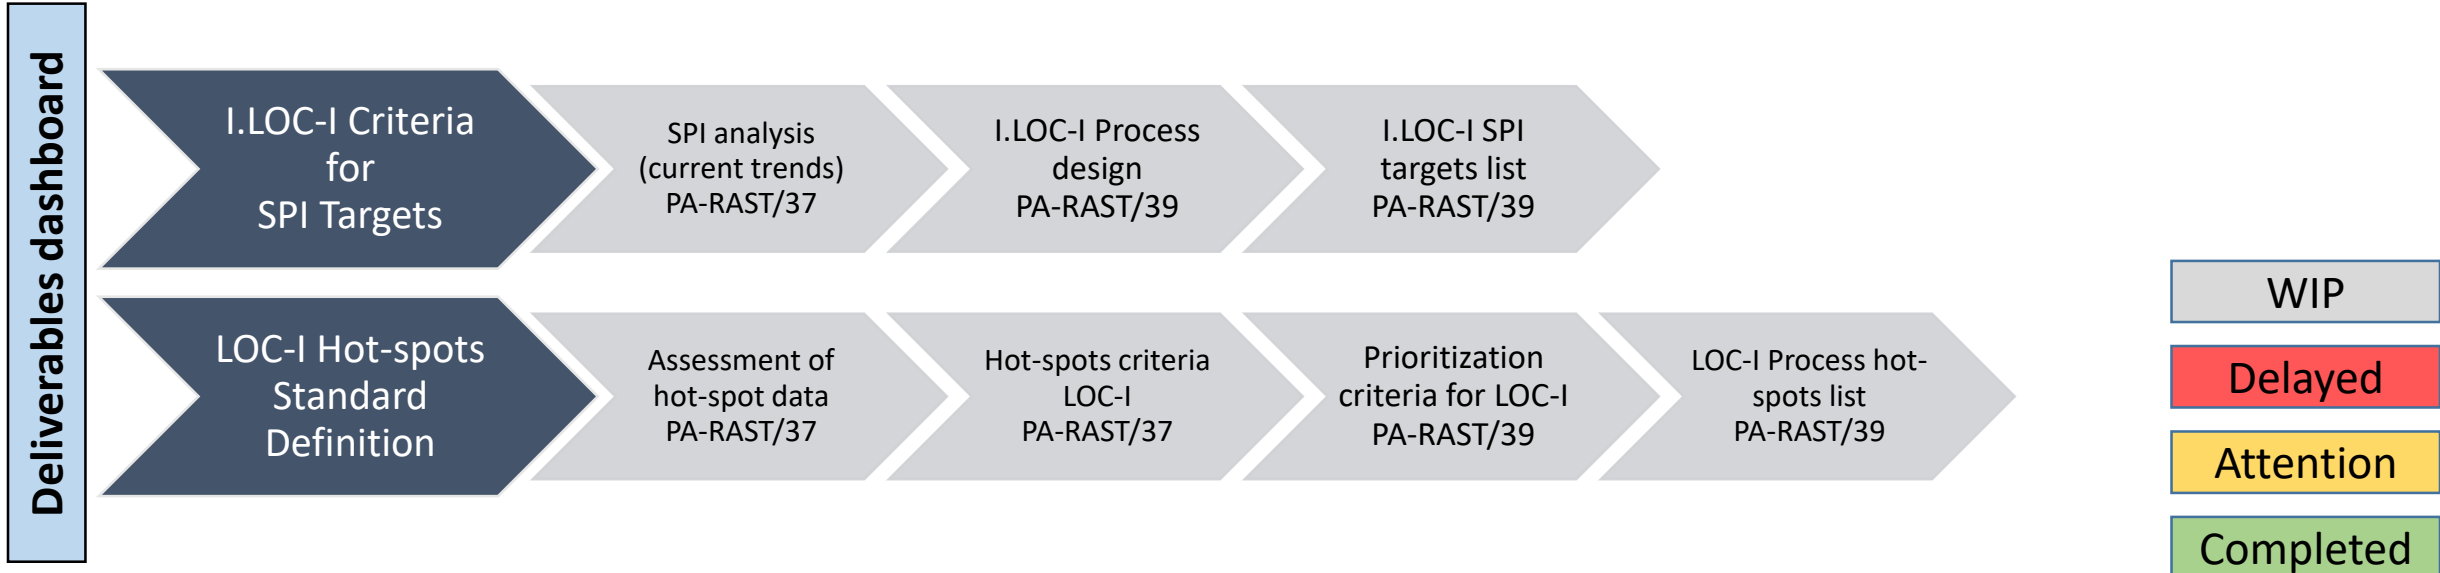 Deliverables dashboard
I.LOC-I Criteria
for
SPI Targets
SPI analysis
(current trends)
PA-RAST/37
I.LOC-I Process
design
PA-RAST/39
I.LOC-I SPI
targets list
PA-RAST/39
LOC-I Hot-spots
Standard
Definition
Assessment of
hot-spot data
PA-RAST/37
Hot-spots criteria
LOC-I
PA-RAST/37
Prioritization
criteria for LOC-I
PA-RAST/39
LOC-I Process hot-
spots list
PA-RAST/39
WIP
Delayed
Attention
Completed